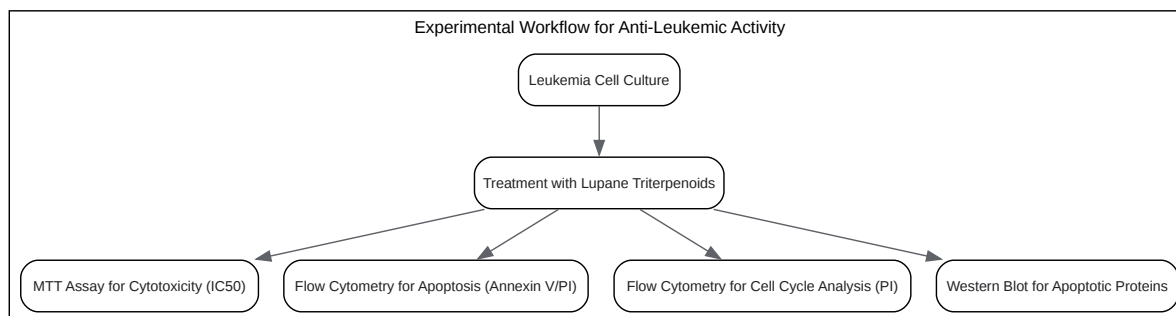 Experimental Workflow for Anti-Leukemic Activity
Leukemia Cell Culture
Treatment with Lupane Triterpenoids
MTT Assay for Cytotoxicity (IC50)
Flow Cytometry for Apoptosis (Annexin V/PI)
Flow Cytometry for Cell Cycle Analysis (PI)
Western Blot for Apoptotic Proteins